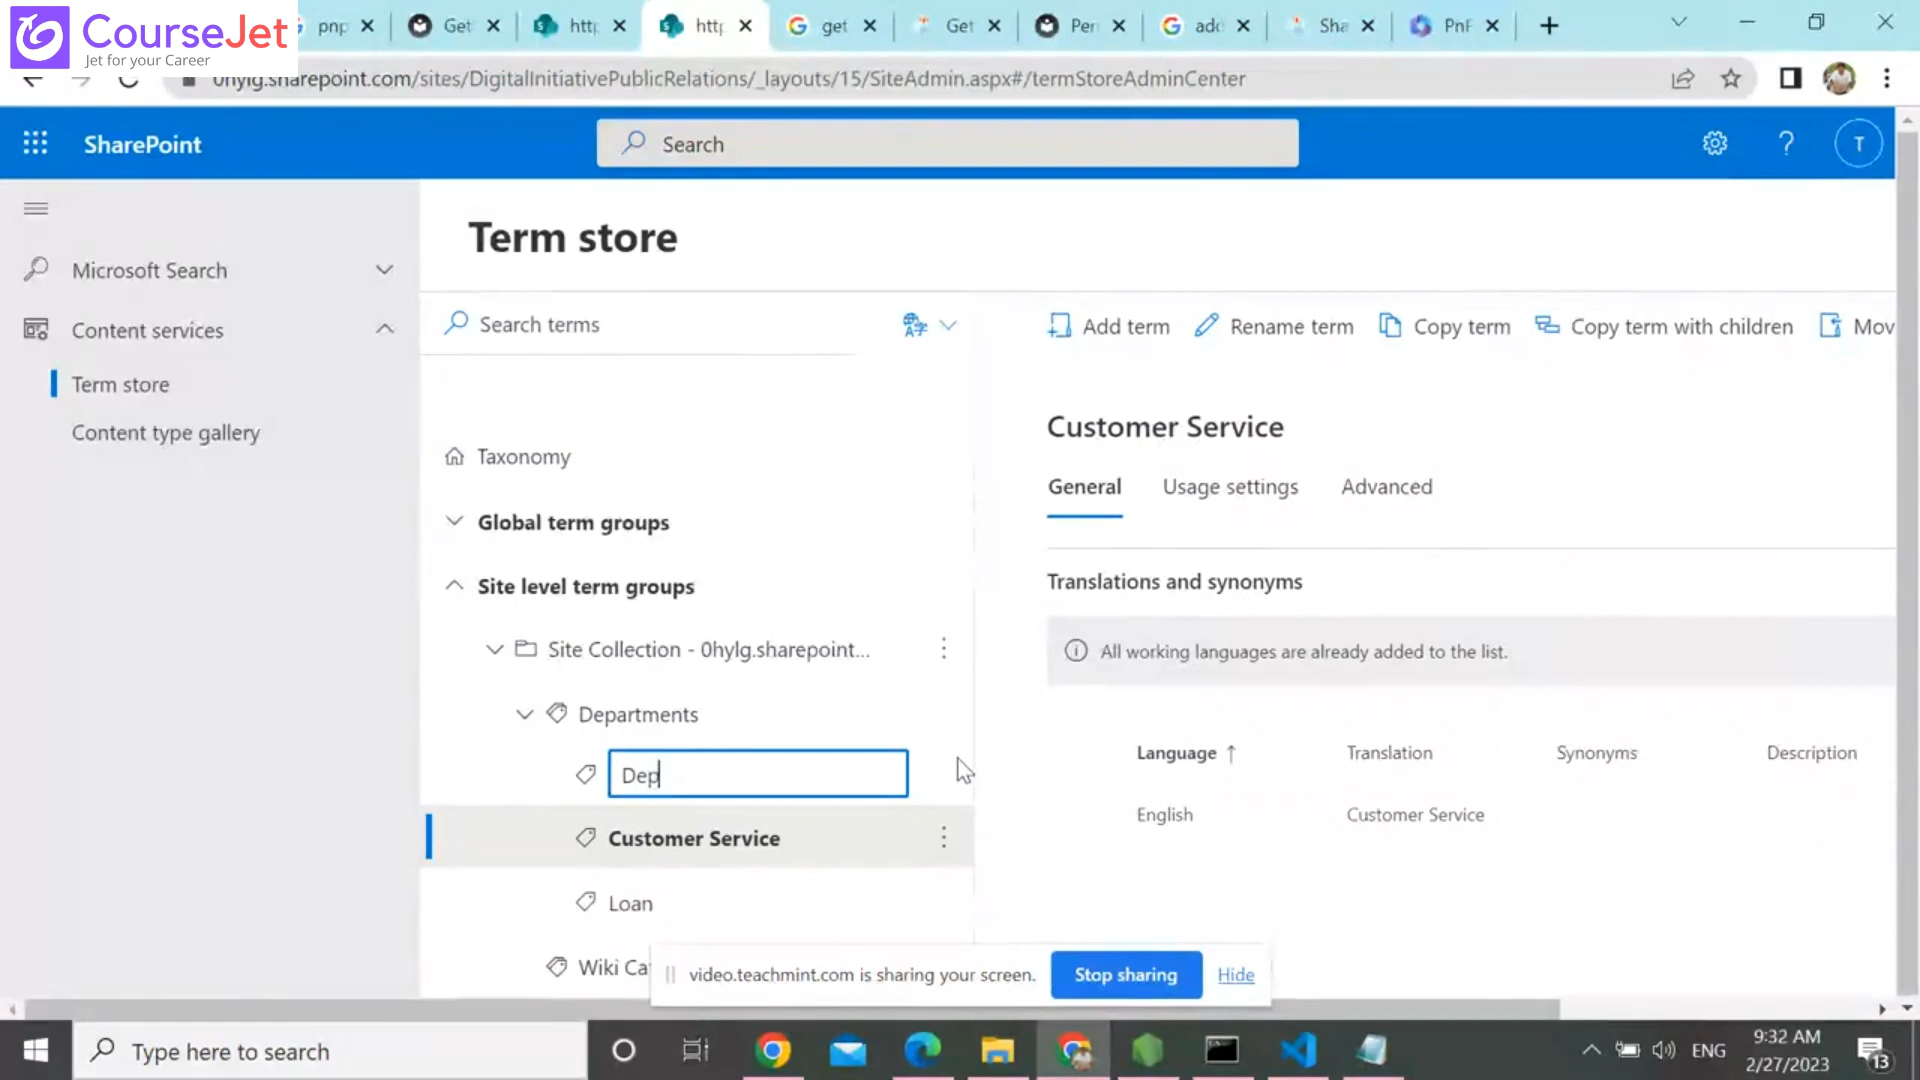 CourseJet
Jet for your Career
pnp
Get
http
http
get
Get
Per
add
Sha
PnF
0hylg.sharepoint.com/sites/DigitalInitiativePublicRelations/_layouts/15/SiteAdmin.aspx#/termStoreAdminCenter
SharePoint
Search
?
T
Microsoft Search
Content services
Term store
Content type gallery
Term store
Search terms
Taxonomy
Global term groups
Site level term groups
Site Collection - 0hylg.sharepoint...
Departments
Dep
Customer Service
Loan
Wiki Ca
Add term
Rename term
Copy term
Copy term with children
Mov
Customer Service
General
Usage settings
Advanced
Translations and synonyms
All working languages are already added to the list.
Language ↑ Translation Synonyms Description
English Customer Service
video.teachmint.com is sharing your screen.
Stop sharing
Hide
Type here to search
ENG
9:32 AM
2/27/2023
13